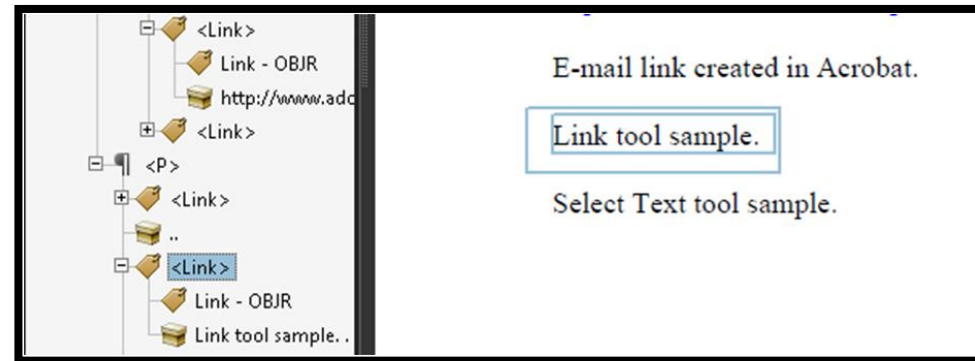 <Link>
Link - OBJR
http://www.adc
<Link>
<P>
<Link>
..
<Link>
Link - OBJR
Link tool sample. .
E-mail link created in Acrobat.
Link tool sample.
Select Text tool sample.